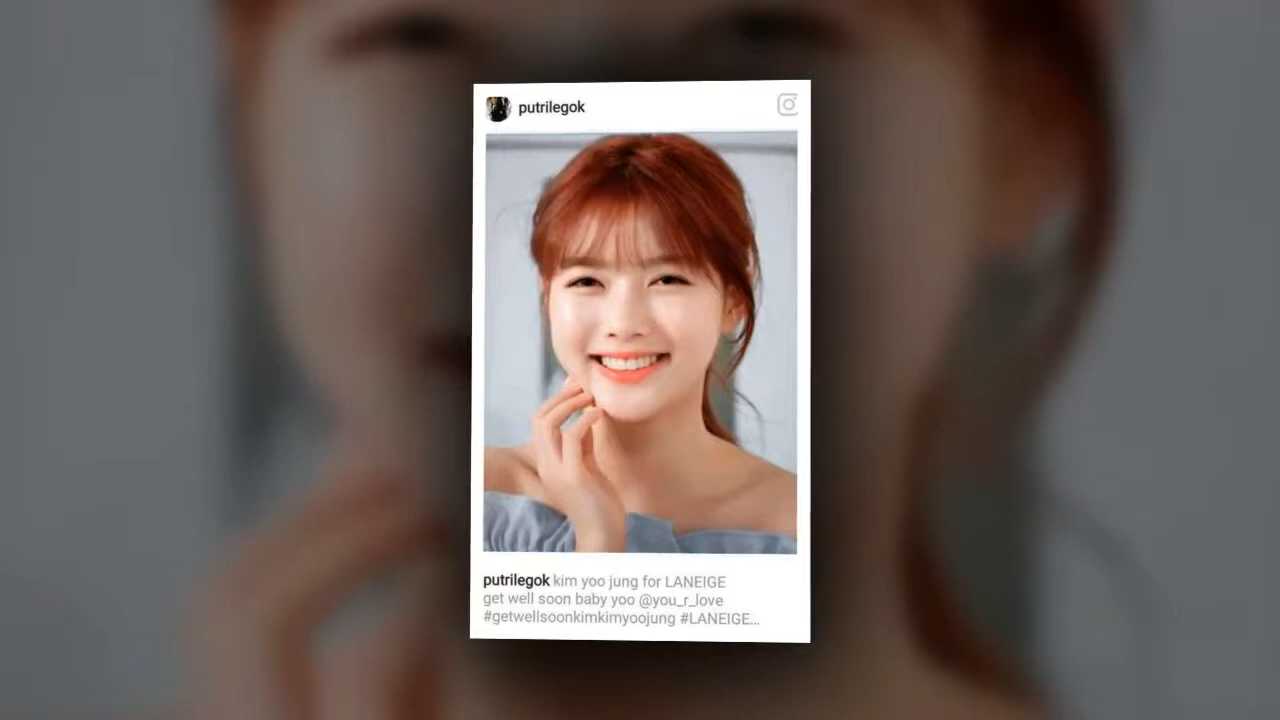 putrilegok
putrilegok kim yoo jung for LANEIGE
get well soon baby yoo @you_r_love
#getwellsoonkimkimyoojung #LANEIGE...